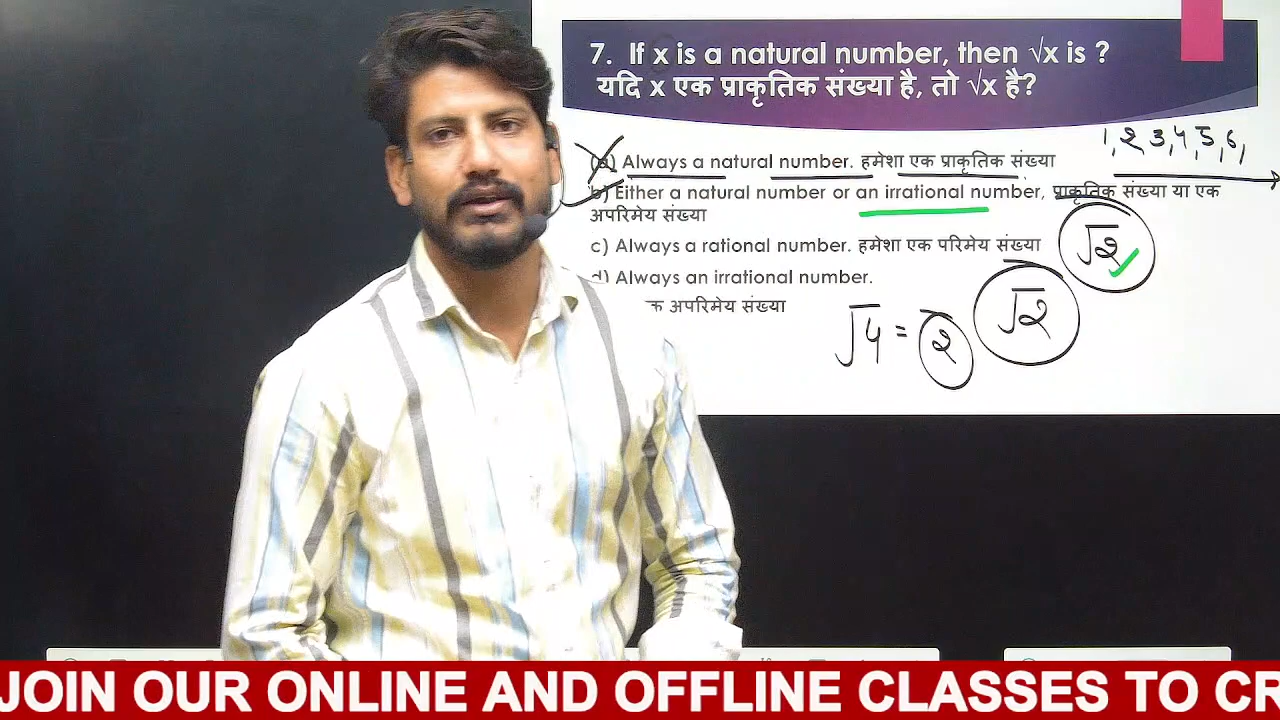 7. If x is a natural number, then √x is ?
यदि x एक प्राकृतिक संख्या है, तो √x है?
1, 2, 3, 4, 5, 6,
(a) Always a natural number. हमेशा एक प्राकृतिक संख्या
b) Either a natural number or an irrational number, प्राकृतिक संख्या या एक
अपरिमेय संख्या
√2
c) Always a rational number. हमेशा एक परिमेय संख्या
d) Always an irrational number.
अपरिमेय संख्या
√4 = 2
√2
JOIN OUR ONLINE AND OFFLINE CLASSES TO CR